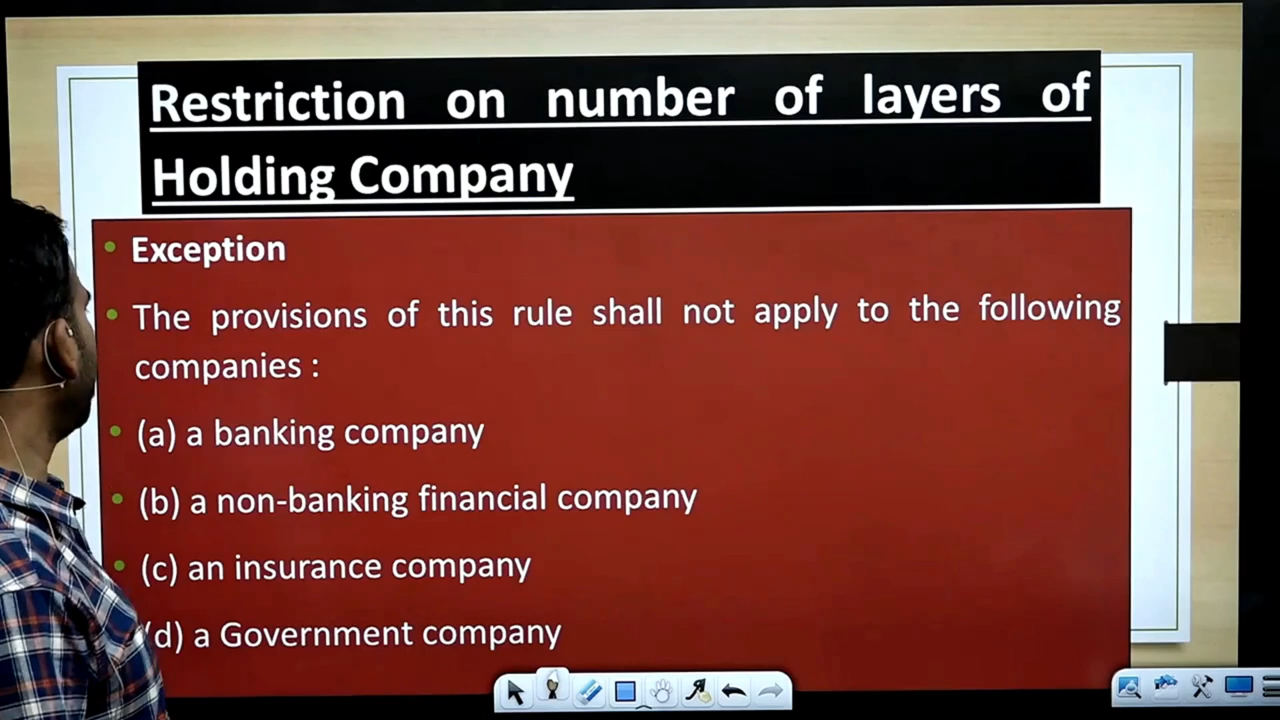 Restriction on number of layers of
Holding Company
• Exception
• The provisions of this rule shall not apply to the following
companies :
• (a) a banking company
• (b) a non-banking financial company
• (c) an insurance company
(d) a Government company